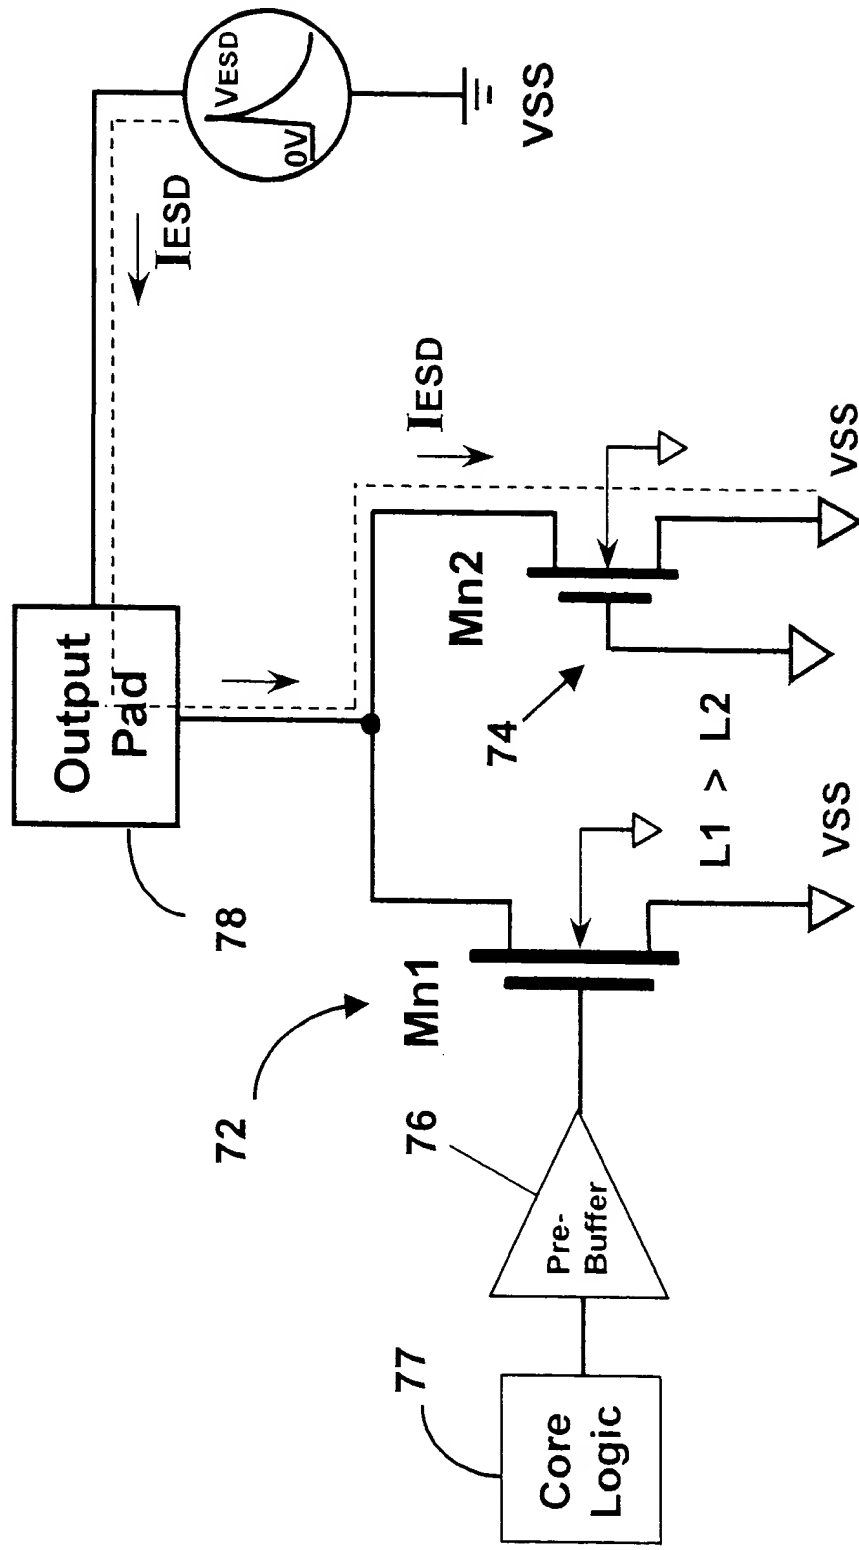 Output
Pad
78
IESD
VESD
0V
VSS
IESD
72
Mn1
Mn2
74
76
77
Core
Logic
Pre-
Buffer
L1 > L2
VSS
VSS